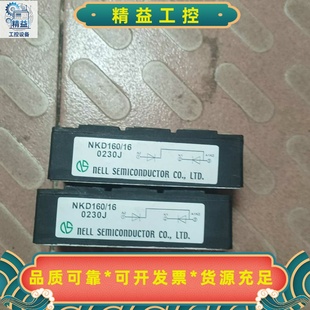 精益
工控设备
精益工控
NKD160/16
0230J
NELL SEMICONDUCTOR CO., LTD.
NKD160/16
0230J
NELL SEMICONDUCTOR CO., LTD.
品质可靠*可开发票*货源充足